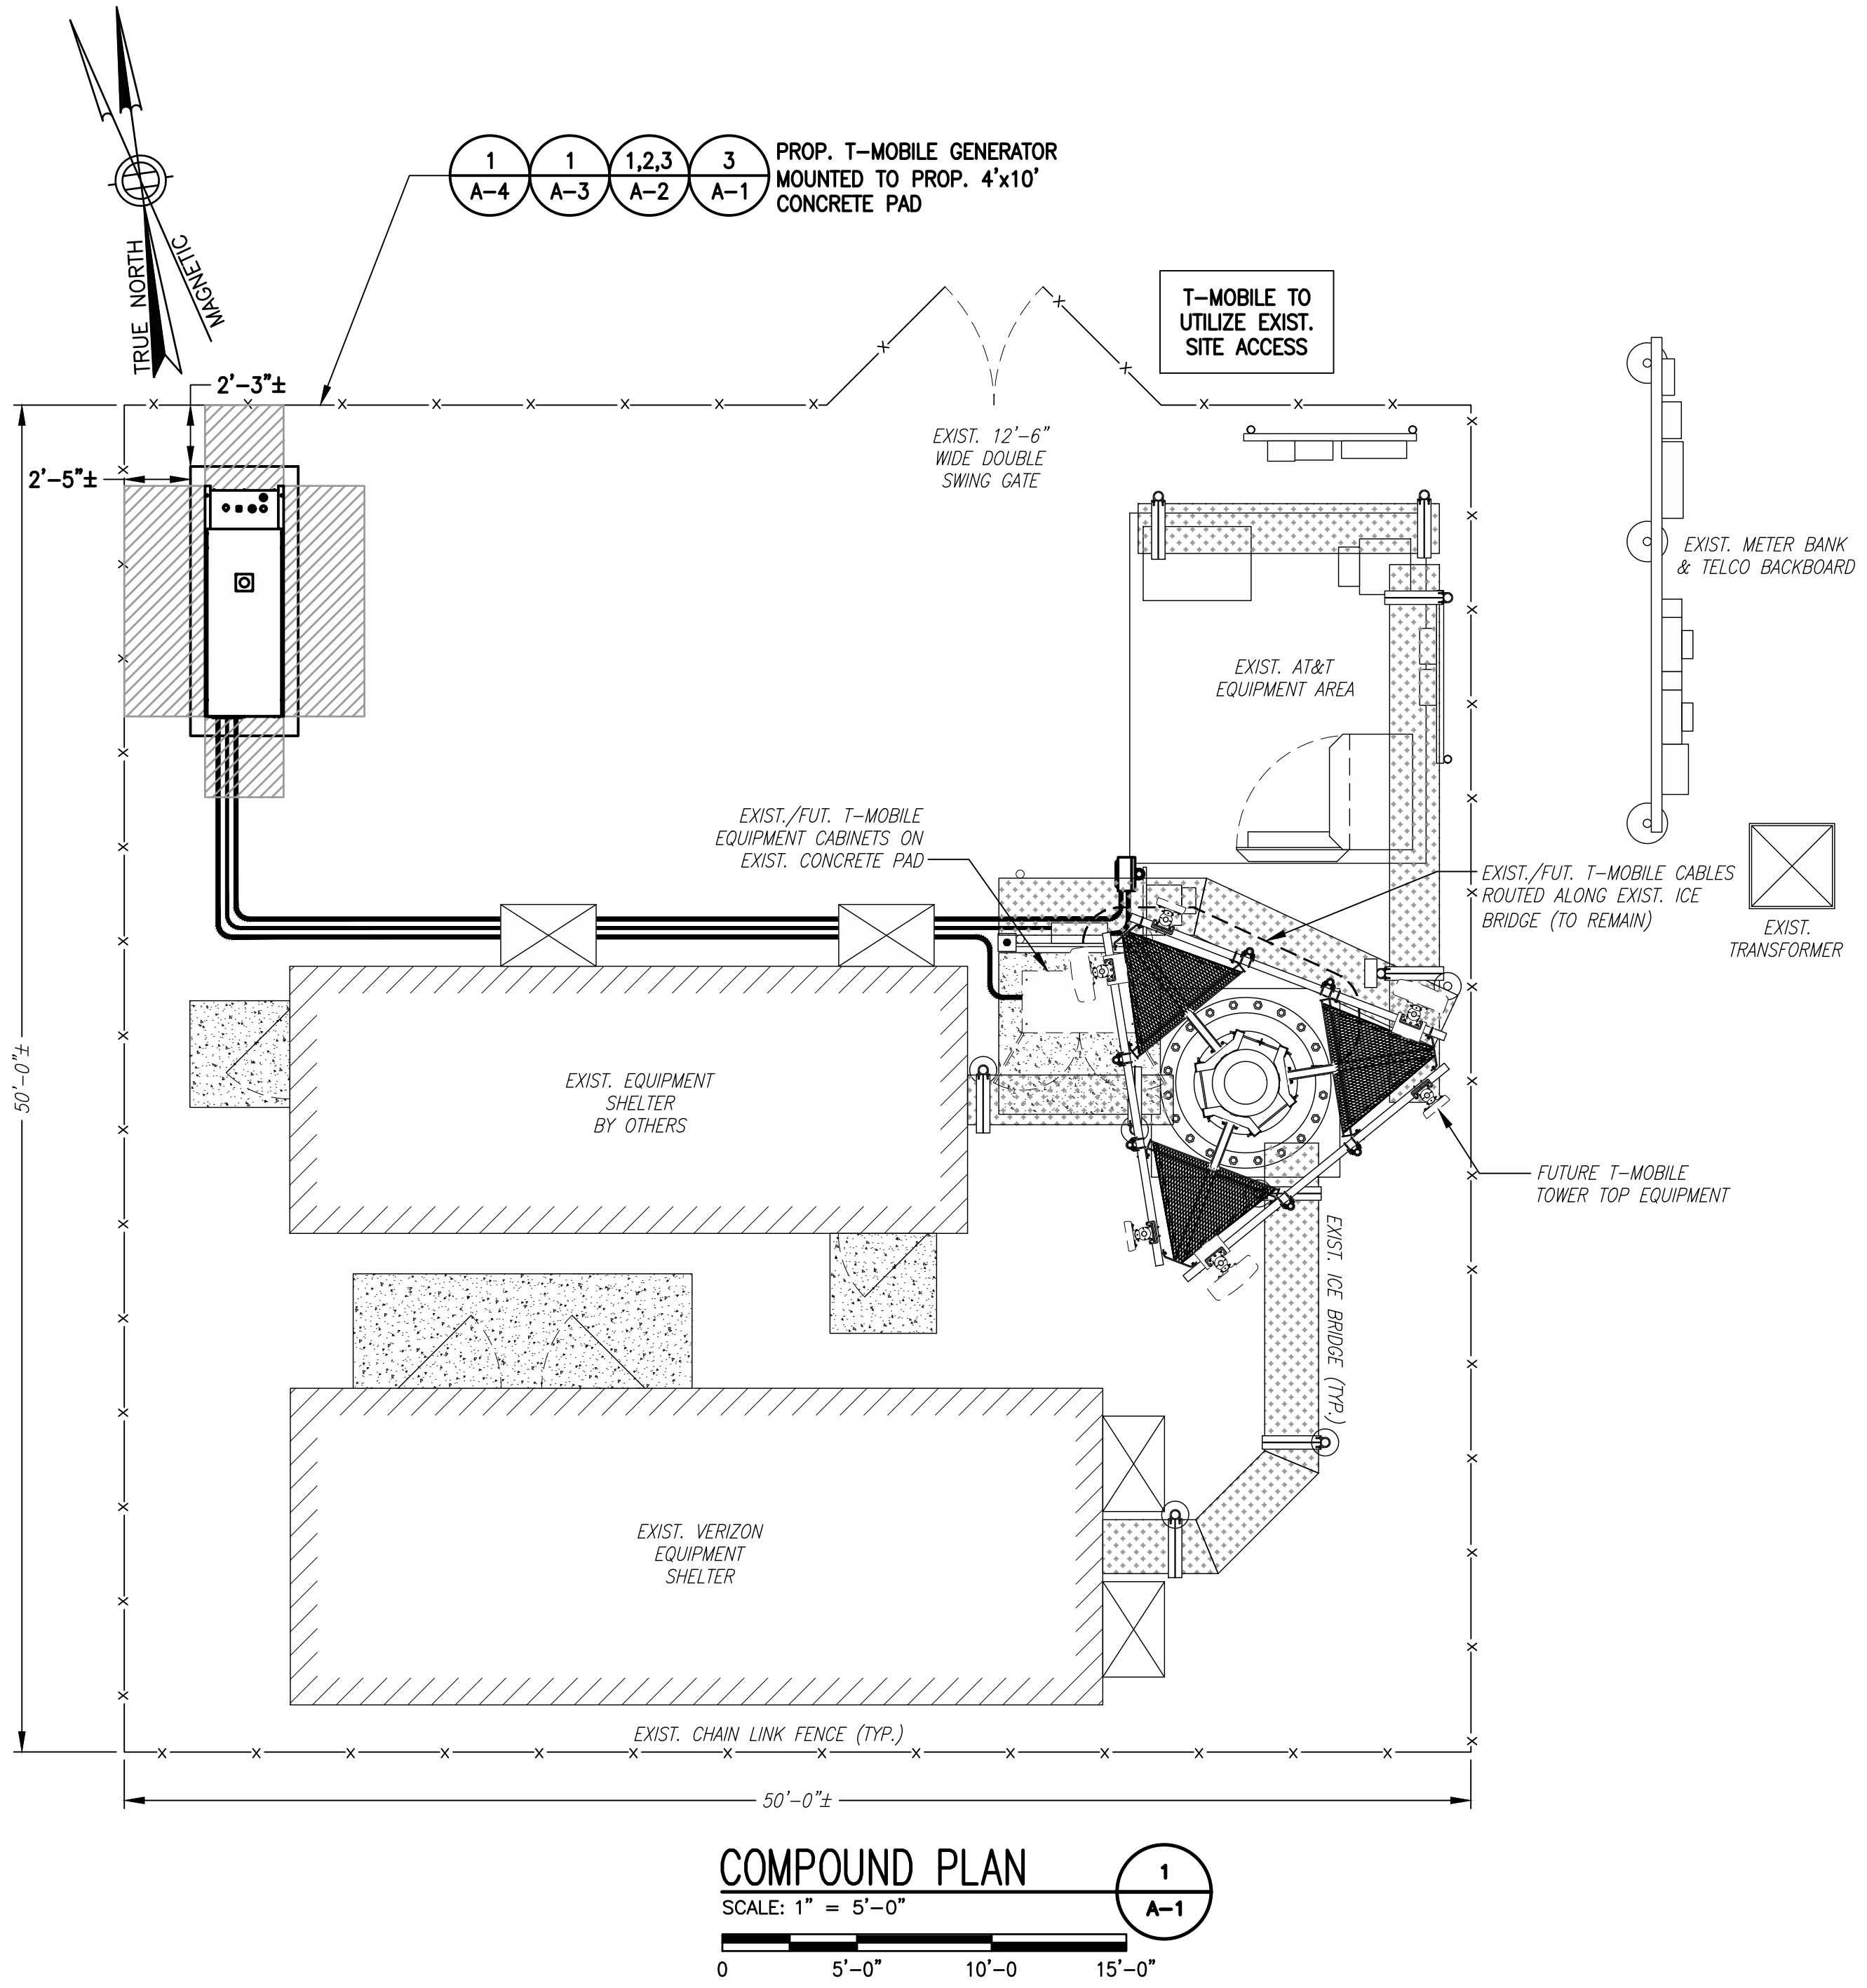 1
A-4
1
A-3
1,2,3
A-2
3
A-1
PROP. T-MOBILE GENERATOR
MOUNTED TO PROP. 4'x10'
CONCRETE PAD
TRUE NORTH
MAGNETIC
T-MOBILE TO
UTILIZE EXIST.
SITE ACCESS
2'-3"±
2'-5"±
EXIST. 12'-6"
WIDE DOUBLE
SWING GATE
EXIST. METER BANK
& TELCO BACKBOARD
EXIST. AT&T
EQUIPMENT AREA
EXIST./FUT. T-MOBILE
EQUIPMENT CABINETS ON
EXIST. CONCRETE PAD
EXIST./FUT. T-MOBILE CABLES
ROUTED ALONG EXIST. ICE
BRIDGE (TO REMAIN)
EXIST.
TRANSFORMER
50'-0"±
EXIST. EQUIPMENT
SHELTER
BY OTHERS
FUTURE T-MOBILE
TOWER TOP EQUIPMENT
EXIST. ICE BRIDGE (TYP.)
EXIST. VERIZON
EQUIPMENT
SHELTER
EXIST. CHAIN LINK FENCE (TYP.)
50'-0"±
COMPOUND PLAN
1
A-1
SCALE: 1" = 5'-0"
0 5'-0" 10'-0 15'-0"